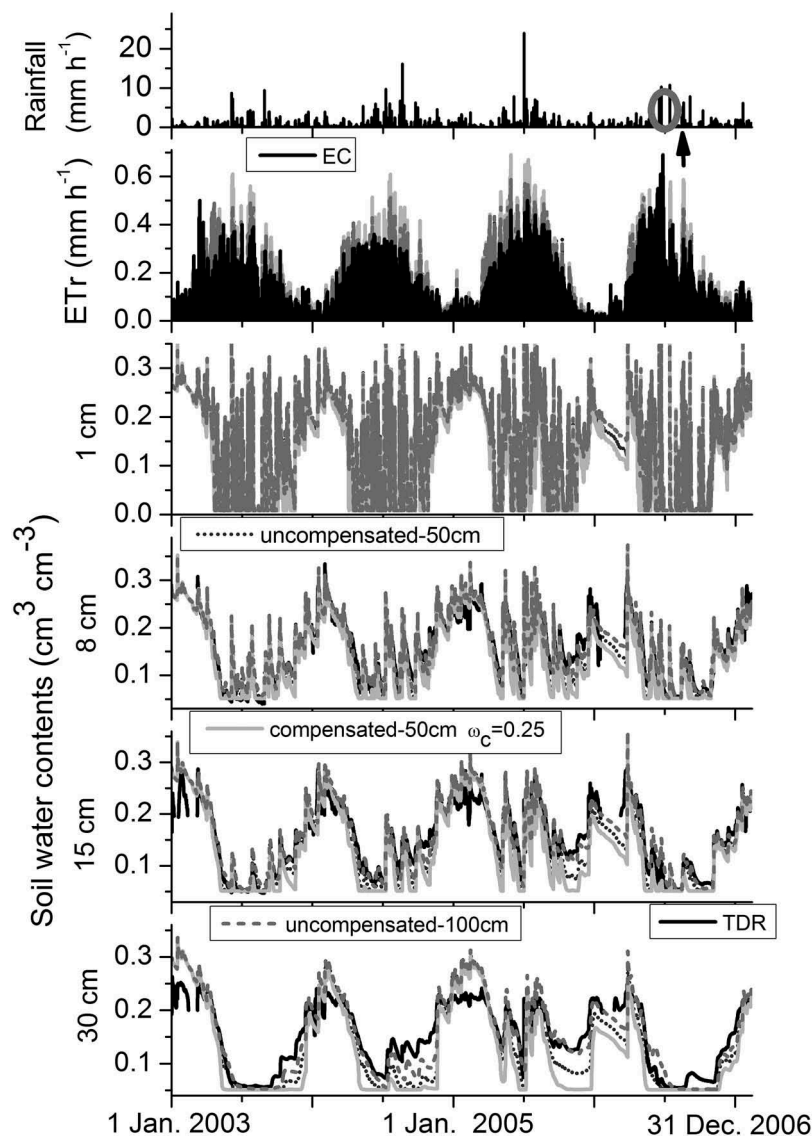 Rainfall
(mm h⁻¹)
20
10
0
EC
ETr (mm h⁻¹)
0.6
0.4
0.2
0.0
Soil water contents (cm³ cm⁻³)
1 cm
0.3
0.2
0.1
0.0
uncompensated-50cm
8 cm
0.3
0.2
0.1
compensated-50cm ω_c=0.25
15 cm
0.3
0.2
0.1
uncompensated-100cm
TDR
30 cm
0.3
0.2
0.1
1 Jan. 2003
1 Jan. 2005
31 Dec. 2006